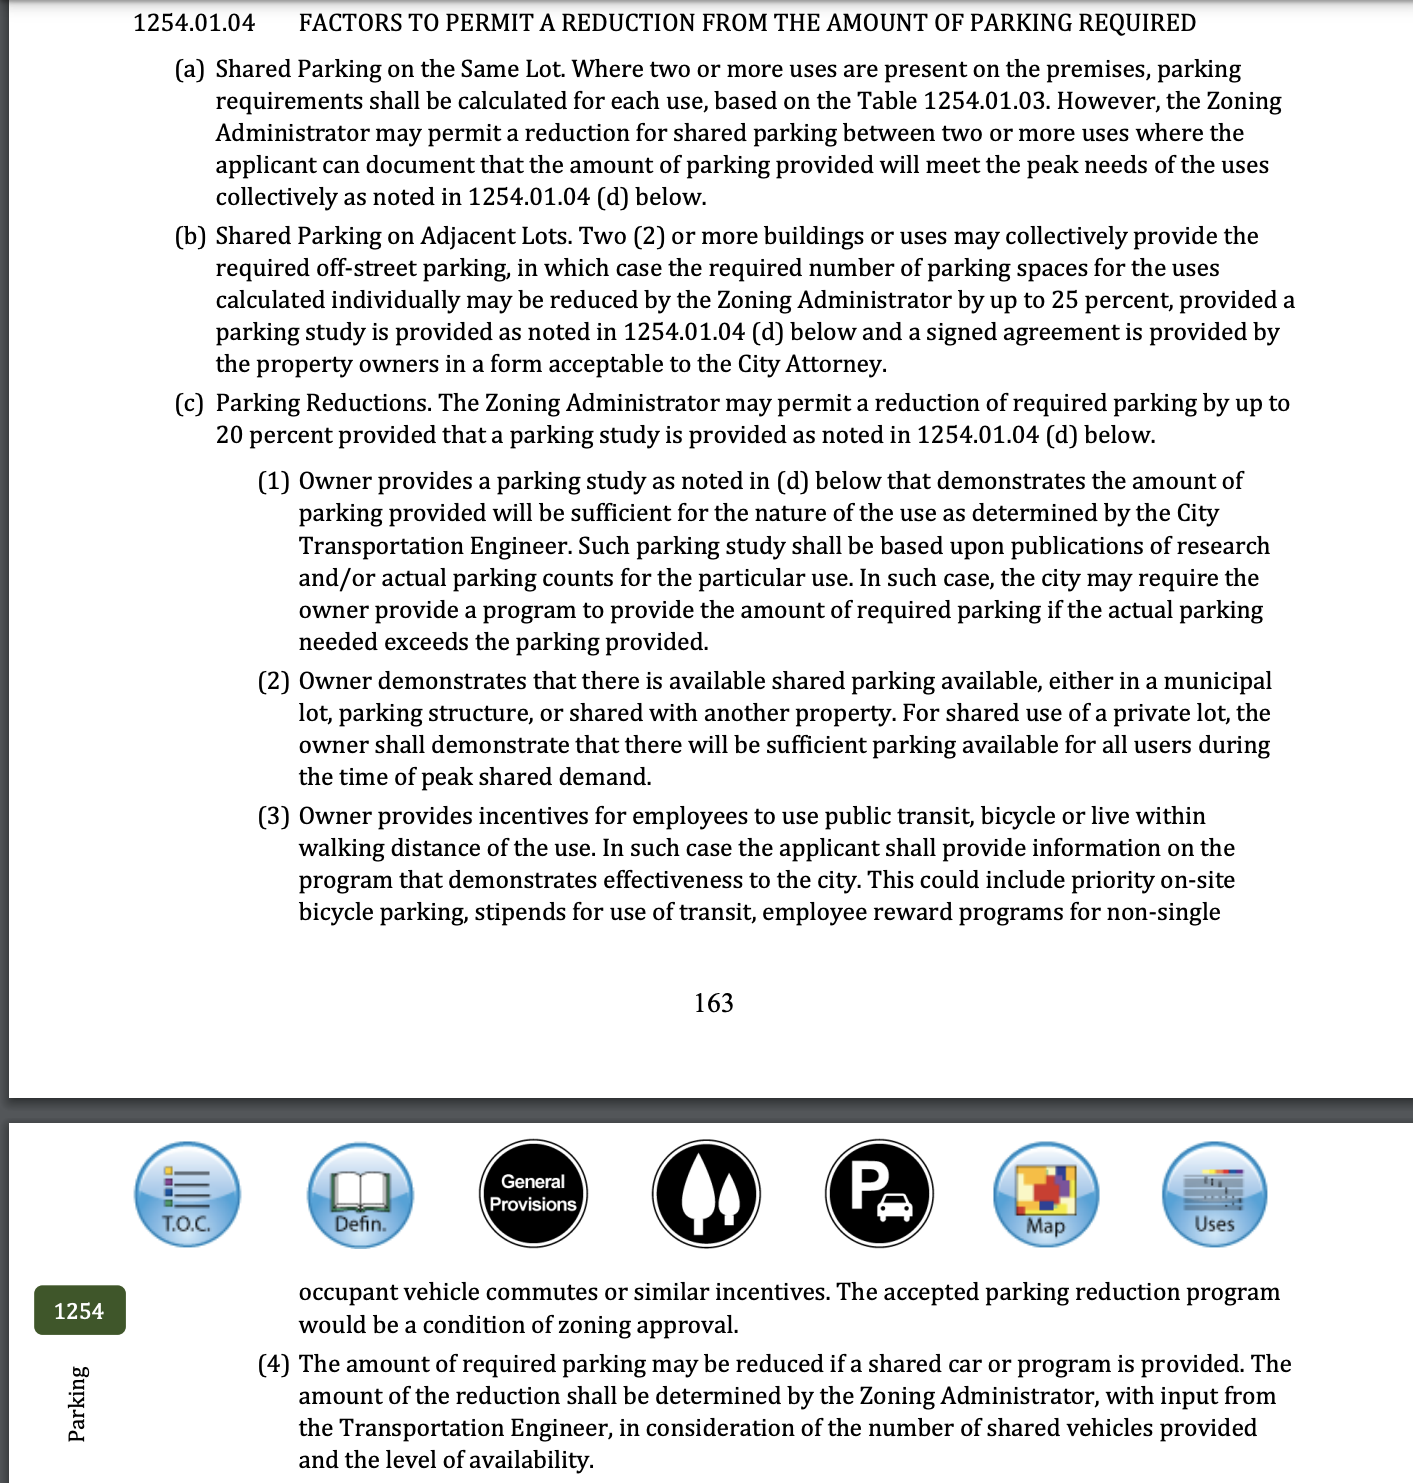 1254.01.04 FACTORS TO PERMIT A REDUCTION FROM THE AMOUNT OF PARKING REQUIRED
(a) Shared Parking on the Same Lot. Where two or more uses are present on the premises, parking
requirements shall be calculated for each use, based on the Table 1254.01.03. However, the Zoning
Administrator may permit a reduction for shared parking between two or more uses where the
applicant can document that the amount of parking provided will meet the peak needs of the uses
collectively as noted in 1254.01.04 (d) below.
(b) Shared Parking on Adjacent Lots. Two (2) or more buildings or uses may collectively provide the
required off-street parking, in which case the required number of parking spaces for the uses
calculated individually may be reduced by the Zoning Administrator by up to 25 percent, provided a
parking study is provided as noted in 1254.01.04 (d) below and a signed agreement is provided by
the property owners in a form acceptable to the City Attorney.
(c) Parking Reductions. The Zoning Administrator may permit a reduction of required parking by up to
20 percent provided that a parking study is provided as noted in 1254.01.04 (d) below.
(1) Owner provides a parking study as noted in (d) below that demonstrates the amount of
parking provided will be sufficient for the nature of the use as determined by the City
Transportation Engineer. Such parking study shall be based upon publications of research
and/or actual parking counts for the particular use. In such case, the city may require the
owner provide a program to provide the amount of required parking if the actual parking
needed exceeds the parking provided.
(2) Owner demonstrates that there is available shared parking available, either in a municipal
lot, parking structure, or shared with another property. For shared use of a private lot, the
owner shall demonstrate that there will be sufficient parking available for all users during
the time of peak shared demand.
(3) Owner provides incentives for employees to use public transit, bicycle or live within
walking distance of the use. In such case the applicant shall provide information on the
program that demonstrates effectiveness to the city. This could include priority on-site
bicycle parking, stipends for use of transit, employee reward programs for non-single
163
T.O.C.
Defin.
General
Provisions
P
Map
Uses
1254
Parking
occupant vehicle commutes or similar incentives. The accepted parking reduction program
would be a condition of zoning approval.
(4) The amount of required parking may be reduced if a shared car or program is provided. The
amount of the reduction shall be determined by the Zoning Administrator, with input from
the Transportation Engineer, in consideration of the number of shared vehicles provided
and the level of availability.